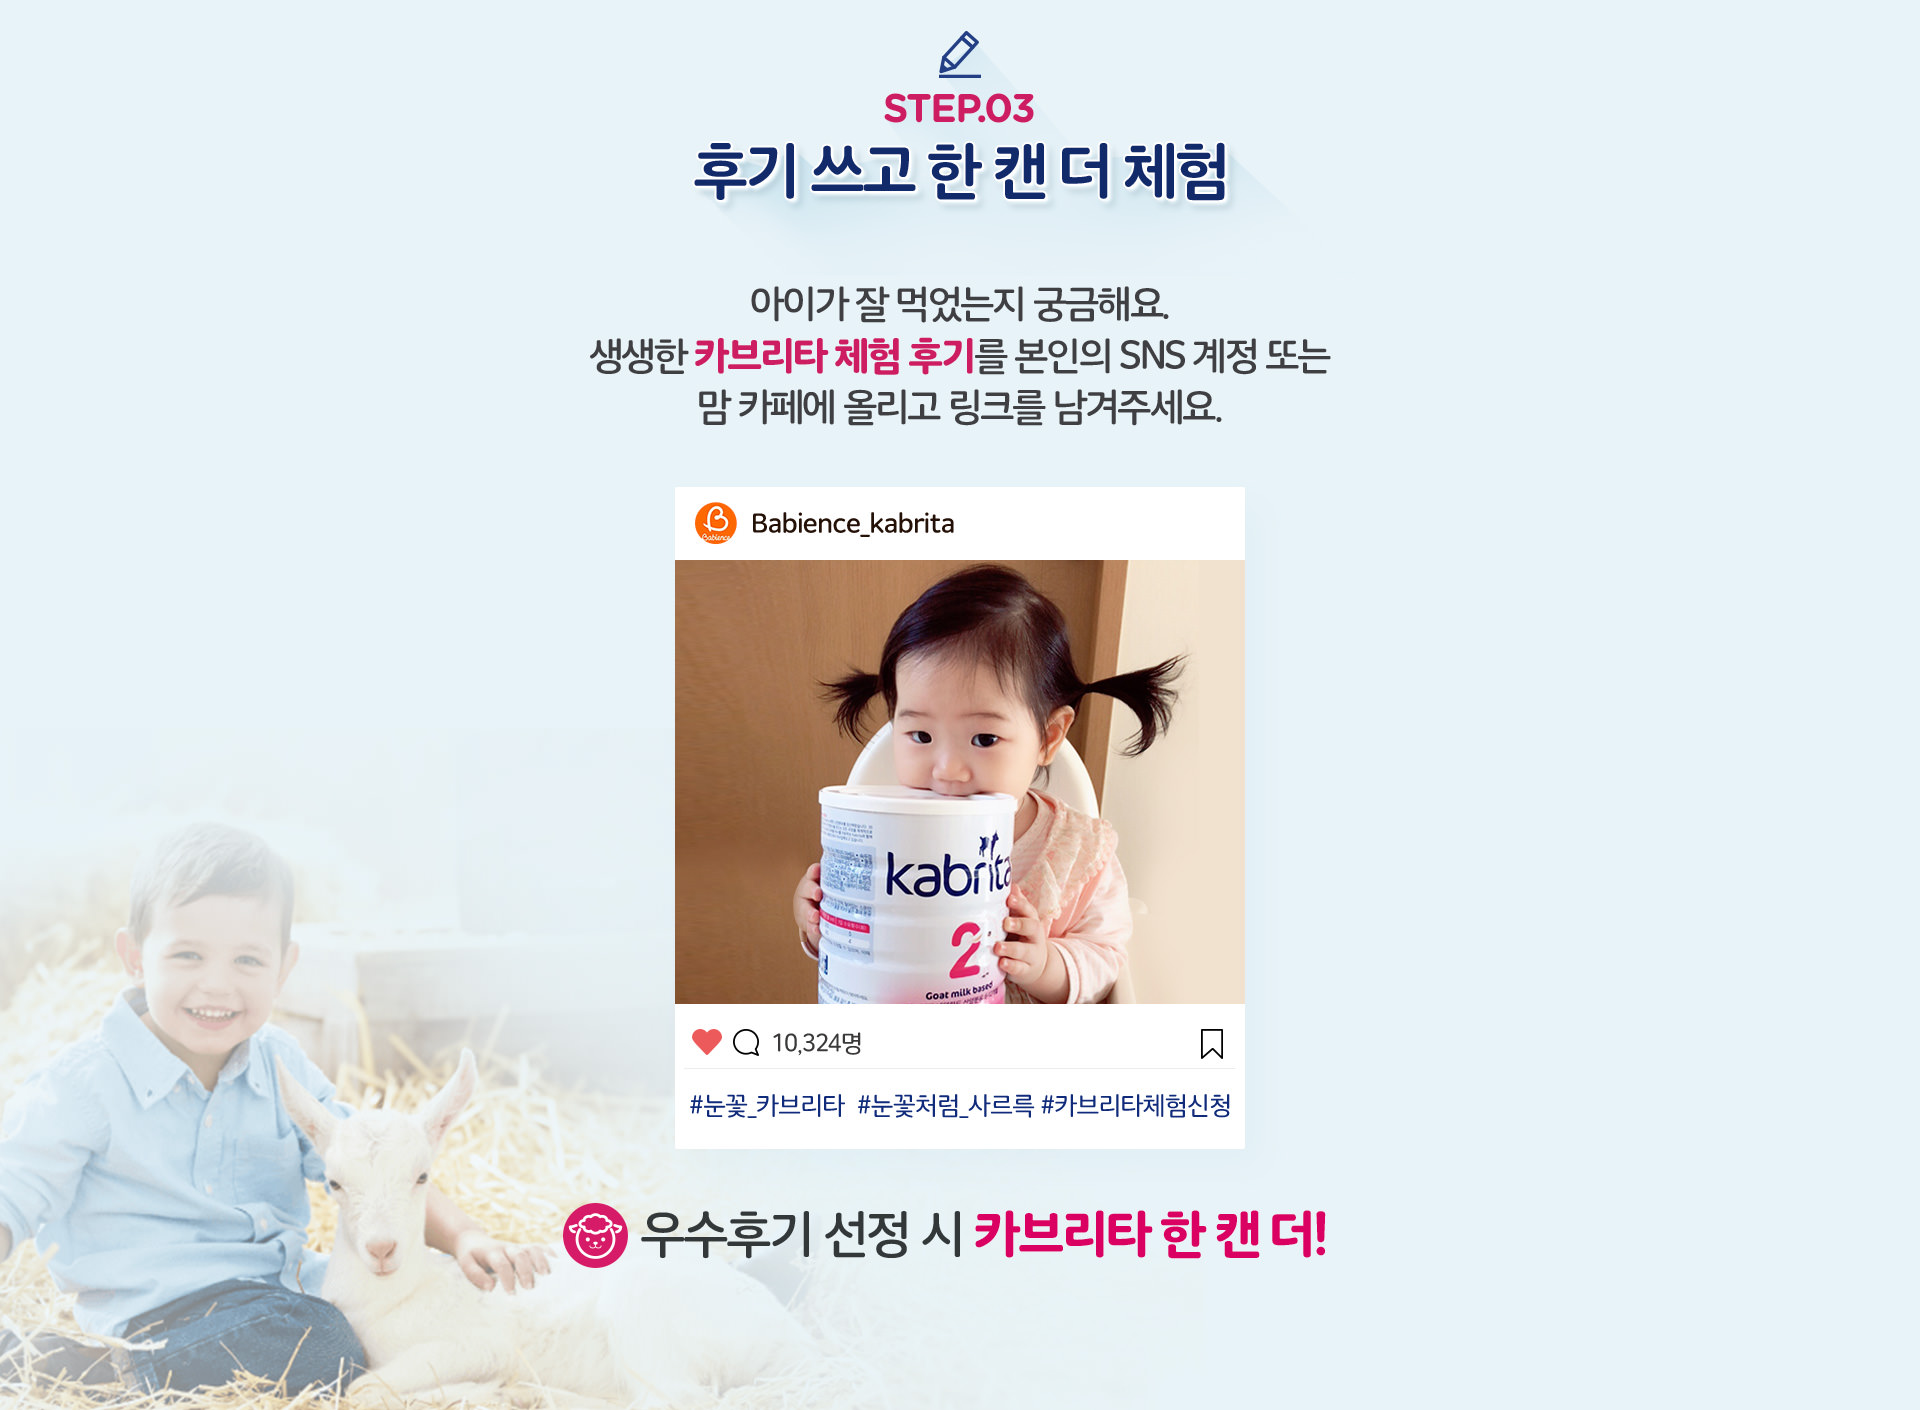 STEP.03
후기 쓰고 한 캔 더 체험
아이가 잘 먹었는지 궁금해요.
생생한 카브리타 체험 후기를 본인의 SNS 계정 또는
맘 카페에 올리고 링크를 남겨주세요.
Babience
Babience_kabrita
kabrita
2
Goat milk based
10,324명
#눈꽃_카브리타 #눈꽃처럼_사르륵 #카브리타체험신청
우수후기 선정 시 카브리타 한 캔 더!